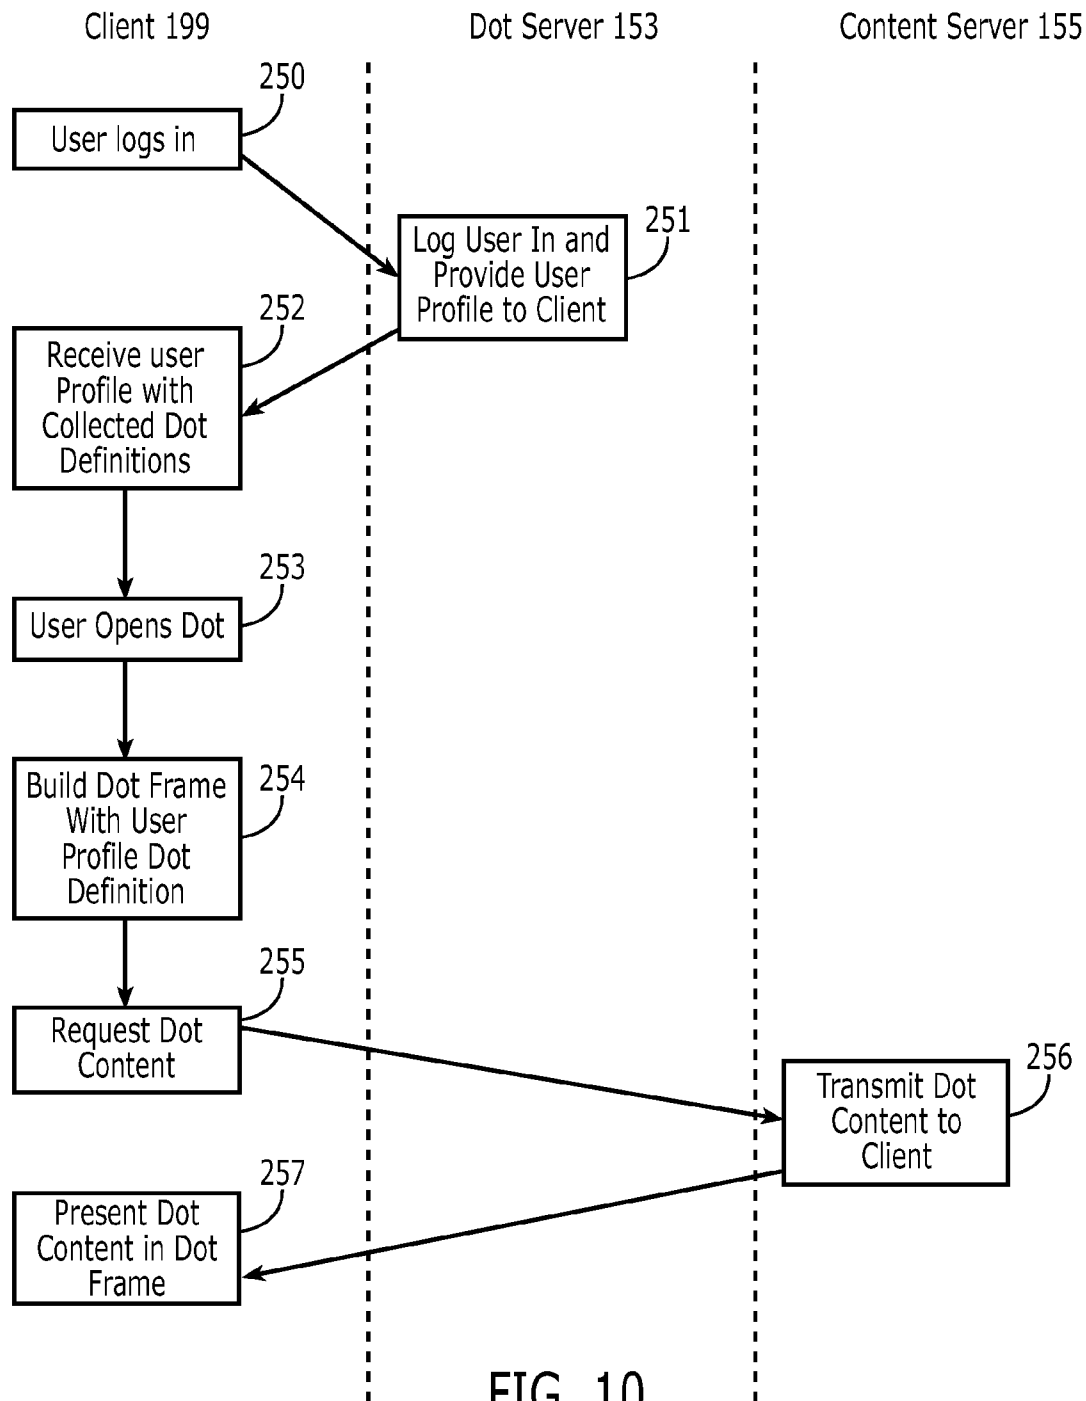 Client 199
Dot Server 153
Content Server 155
250
User logs in
251
Log User In and
Provide User
Profile to Client
252
Receive user
Profile with
Collected Dot
Definitions
253
User Opens Dot
254
Build Dot Frame
With User
Profile Dot
Definition
255
Request Dot
Content
256
Transmit Dot
Content to
Client
257
Present Dot
Content in Dot
Frame
FIG. 10